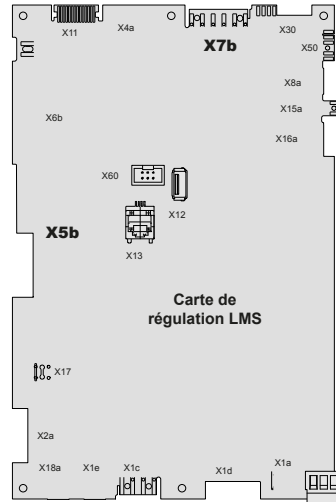 X11
X4a
X7b
X30
X50
X8a
X15a
X16a
X6b
X60
X12
X5b
X13
Carte de
régulation LMS
X17
X2a
X18a
X1e
X1c
X1d
X1a